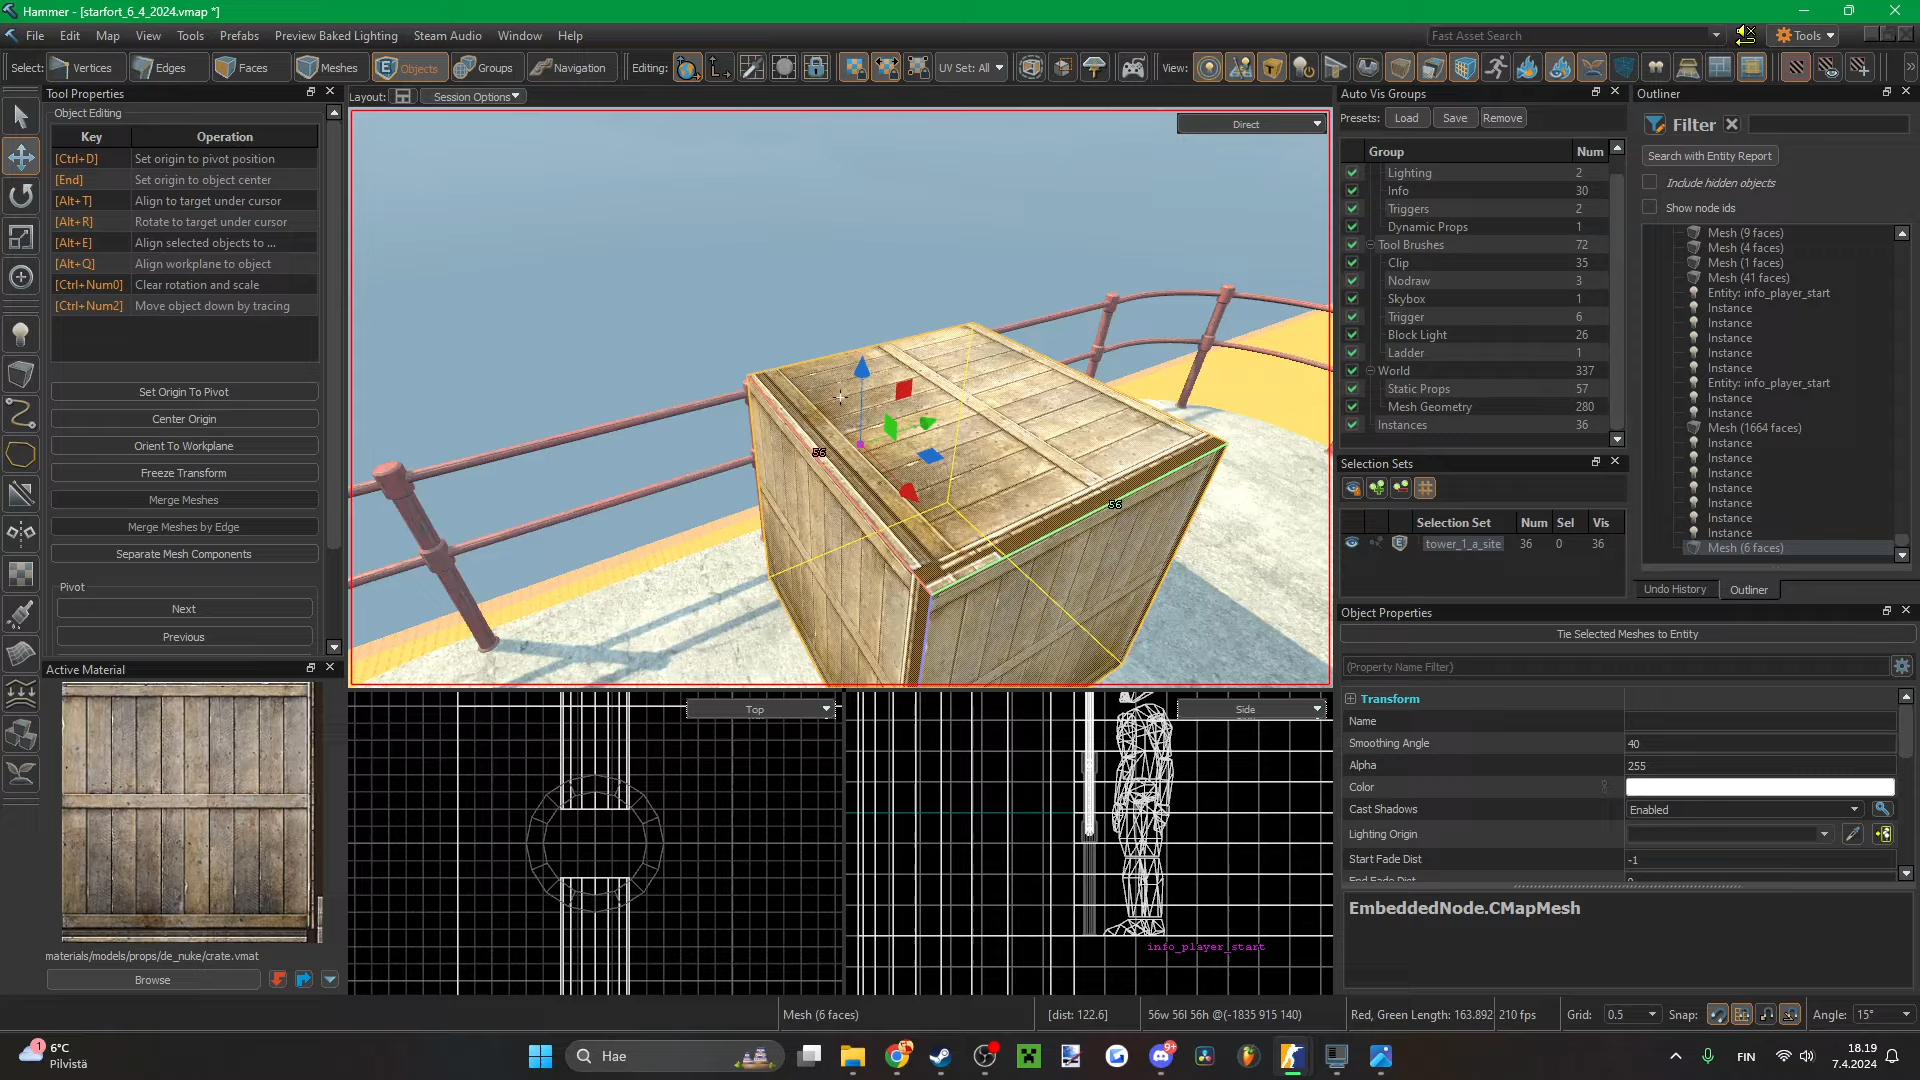 Hammer - [starfort_6_4_2024.vmap *]
File Edit Map View Tools Prefabs Preview Baked Lighting Steam Audio Window Help
Fast Asset Search
Tools
Select: Vertices Edges Faces Meshes Objects Groups Navigation Editing: UV Set: All View:
Tool Properties
Object Editing
Key Operation
[Ctrl+D] Set origin to pivot position
[End] Set origin to object center
[Alt+T] Align to target under cursor
[Alt+R] Rotate to target under cursor
[Alt+E] Align selected objects to ...
[Alt+Q] Align workplane to object
[Ctrl+Num0] Clear rotation and scale
[Ctrl+Num2] Move object down by tracing
Set Origin To Pivot
Center Origin
Orient To Workplane
Freeze Transform
Merge Meshes
Merge Meshes by Edge
Separate Mesh Components
Pivot
Next
Previous
Active Material
materials/models/props/de_nuke/crate.vmat
Browse
Layout: Session Options
Direct
56
56
Top
Side
info_player_start
Auto Vis Groups
Presets: Load Save Remove
Group Num
Lighting 2
Info 30
Triggers 2
Dynamic Props 1
Tool Brushes 72
Clip 35
Nodraw 3
Skybox 1
Trigger 6
Block Light 26
Ladder 1
World 337
Static Props 57
Mesh Geometry 280
Instances 36
Selection Sets
Selection Set Num Sel Vis
tower_1_a_site 36 0 36
Outliner
Filter
Search with Entity Report
Include hidden objects
Show node ids
Mesh (9 faces)
Mesh (4 faces)
Mesh (1 faces)
Mesh (41 faces)
Entity: info_player_start
Instance
Instance
Instance
Instance
Instance
Entity: info_player_start
Instance
Instance
Mesh (1664 faces)
Instance
Instance
Instance
Instance
Instance
Instance
Instance
Mesh (6 faces)
Undo History Outliner
Object Properties
Tie Selected Meshes to Entity
(Property Name Filter)
Transform
Name
Smoothing Angle 40
Alpha 255
Color
Cast Shadows Enabled
Lighting Origin
Start Fade Dist -1
EmbeddedNode.CMapMesh
Mesh (6 faces) [dist: 122.6] 56w 56l 56h @(-1835 915 140) Red, Green Length: 163.892 210 fps Grid: 0.5 Snap: Angle: 15°
1
6°C
Pilvistä
Hae
9+
FIN
18.19
7.4.2024